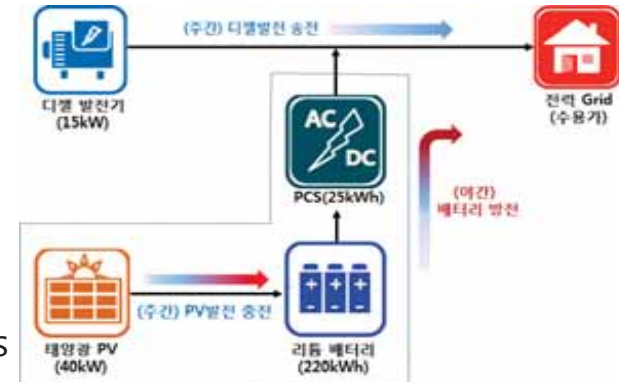 (주간) 디젤발전 송전
디젤 발전기
(15kW)
전력 Grid
(수용가)
AC
DC
PCS(25kWh)
(야간)
배터리 방전
(주간) PV발전 충전
S
태양광 PV
(40kW)
리튬 배터리
(220kWh)